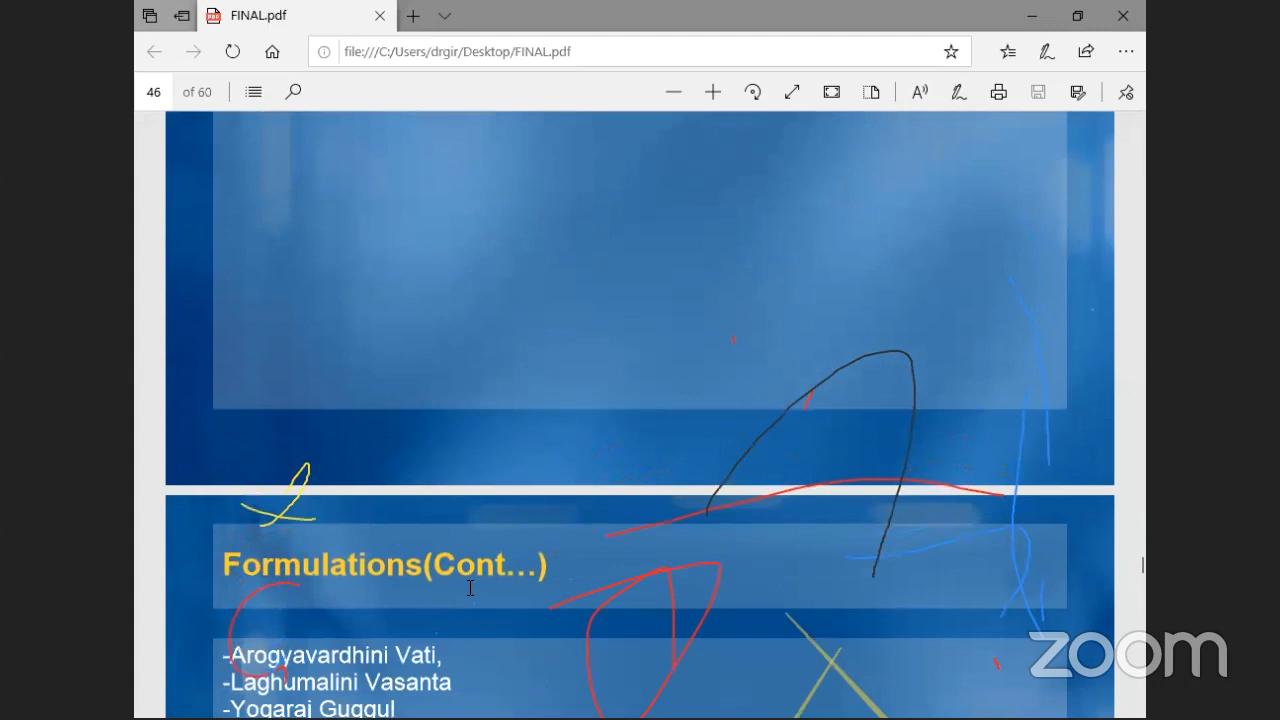 FINAL.pdf
file:///C:/Users/drgir/Desktop/FINAL.pdf
46 of 60
Formulations(Cont...)
-Arogyavardhini Vati,
-Laghumalini Vasanta
-Yogaraj Guggul
zoom